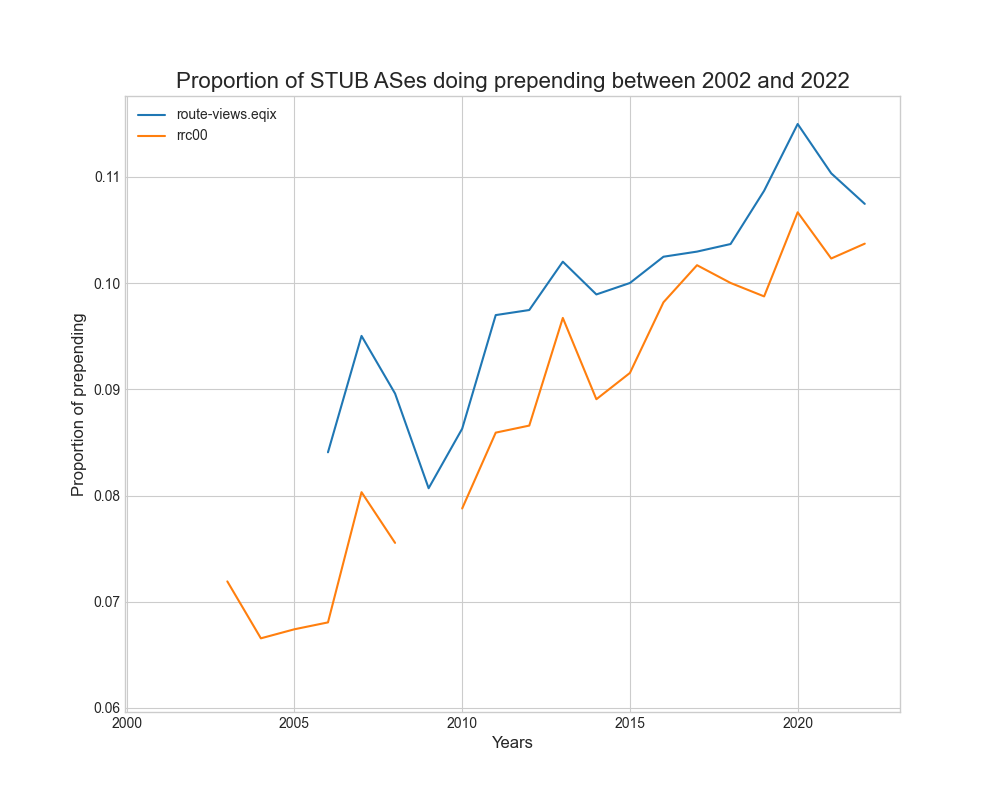 Proportion of STUB ASes doing prepending between 2002 and 2022
route-views.eqix
rrc00
0.11
0.10
0.09
0.08
0.07
0.06
Proportion of prepending
2000 2005 2010 2015 2020
Years